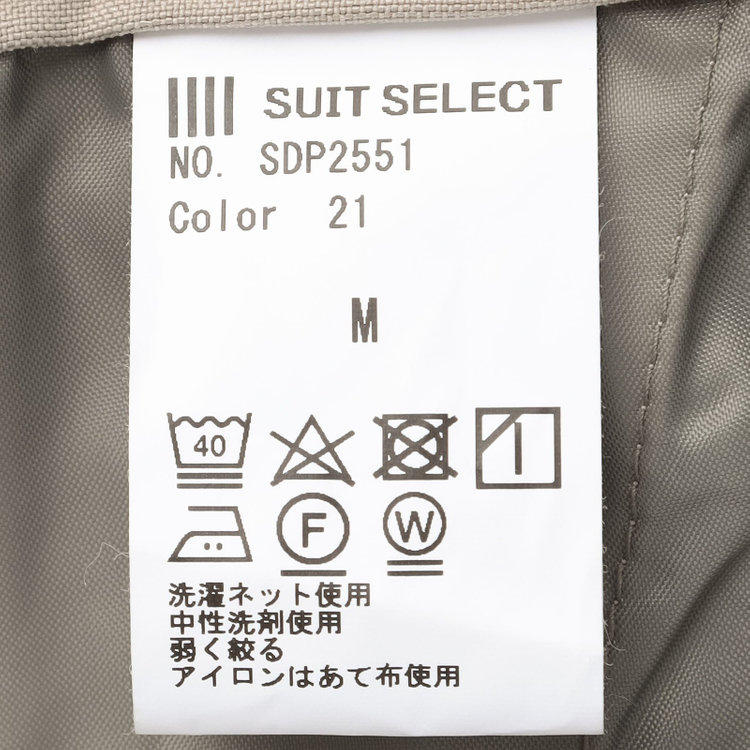 SUIT SELECT
NO. SDP2551
Color 21
M
40
F W
洗濯ネット使用
中性洗剤使用
弱く絞る
アイロンはあて布使用